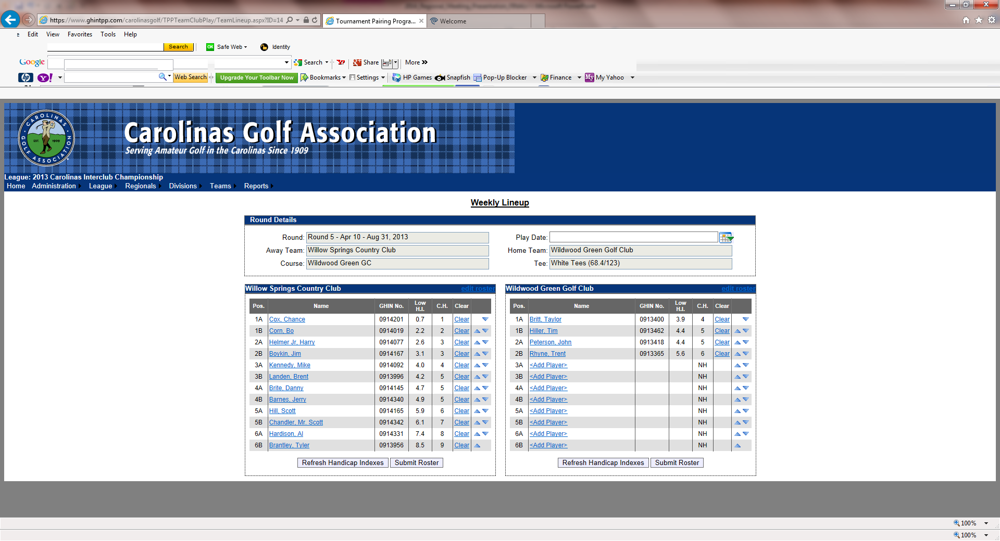 https://www.ghintpp.com/carolinasgolf/TPPTeamClubPlay/TeamLineup.aspx?ID=14
Tournament Pairing Progra...
Welcome
e Edit View Favorites Tools Help
Search
OK Safe Web
Identity
Google
Search
Share
More »
hp Y!
Web Search
Upgrade Your Toolbar Now
Bookmarks
Settings
HP Games
Snapfish
Pop-Up Blocker
Finance
My My Yahoo
CAROLINAS GOLF ASSOCIATION
EST. 1909
Carolinas Golf Association
Serving Amateur Golf in the Carolinas Since 1909
League: 2013 Carolinas Interclub Championship
Home Administration League Regionals Divisions Teams Reports
Weekly Lineup
Round Details
Round: Round 5 - Apr 10 - Aug 31, 2013
Play Date:
Away Team: Willow Springs Country Club
Home Team: Wildwood Green Golf Club
Course: Wildwood Green GC
Tee: White Tees (68.4/123)
Willow Springs Country Club edit roster
Pos. Name GHIN No. Low H.I. C.H. Clear
1A Cox, Chance 0914201 0.7 1 Clear
1B Corn, Bo 0914019 2.2 2 Clear
2A Helmer Jr, Harry 0914077 2.6 3 Clear
2B Boykin, Jim 0914167 3.1 3 Clear
3A Kennedy, Mike 0914092 4.0 4 Clear
3B Landen, Brent 0913996 4.2 5 Clear
4A Brite, Danny 0914145 4.7 5 Clear
4B Barnes, Jerry 0914340 4.9 5 Clear
5A Hill, Scott 0914165 5.9 6 Clear
5B Chandler, Mr. Scott 0914342 6.1 7 Clear
6A Hardison, Al 0914331 7.4 8 Clear
6B Brantley, Tyler 0913956 8.5 9 Clear
Refresh Handicap Indexes Submit Roster
Wildwood Green Golf Club edit roster
Pos. Name GHIN No. Low H.I. C.H. Clear
1A Britt, Taylor 0913400 3.9 4 Clear
1B Hiller, Tim 0913462 4.4 5 Clear
2A Peterson, John 0913418 4.4 5 Clear
2B Rhyne, Trent 0913365 5.6 6 Clear
3A <Add Player> NH
3B <Add Player> NH
4A <Add Player> NH
4B <Add Player> NH
5A <Add Player> NH
5B <Add Player> NH
6A <Add Player> NH
6B <Add Player> NH
Refresh Handicap Indexes Submit Roster
100%
100%